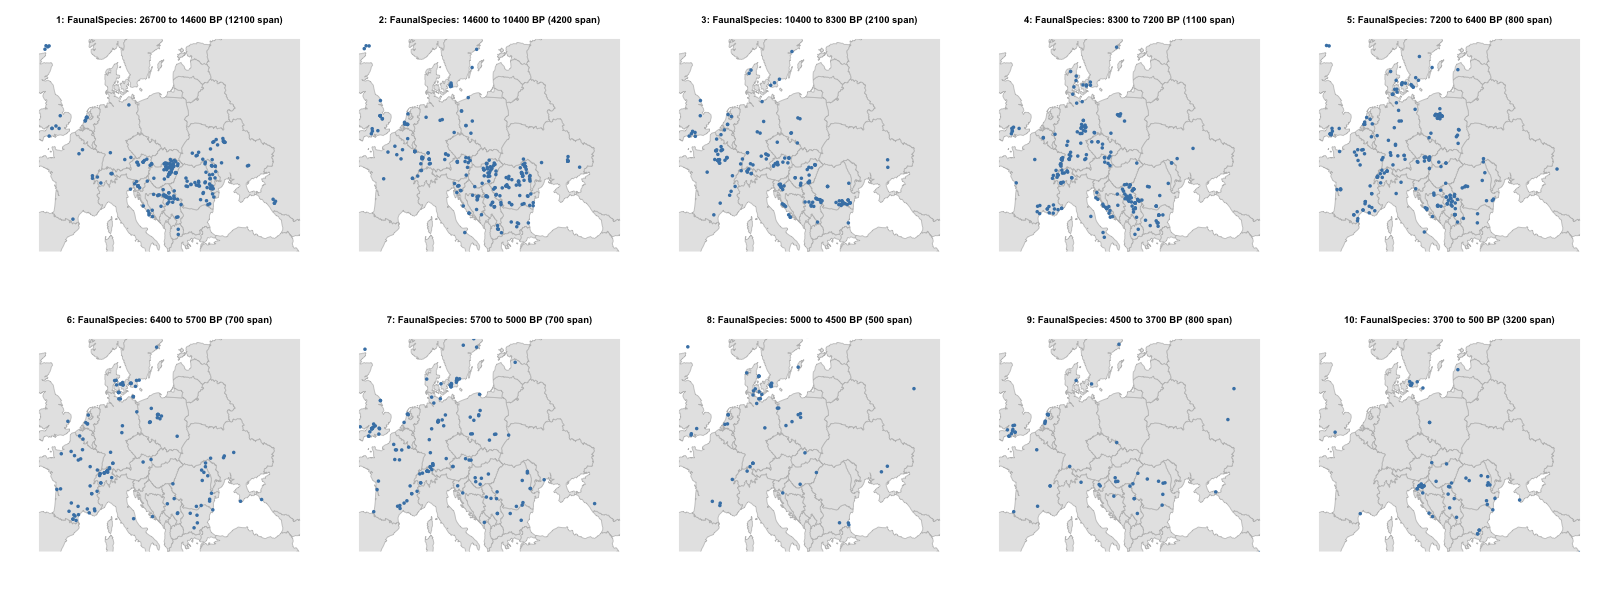 1: FaunalSpecies: 26700 to 14600 BP (12100 span)
2: FaunalSpecies: 14600 to 10400 BP (4200 span)
3: FaunalSpecies: 10400 to 8300 BP (2100 span)
4: FaunalSpecies: 8300 to 7200 BP (1100 span)
5: FaunalSpecies: 7200 to 6400 BP (800 span)
6: FaunalSpecies: 6400 to 5700 BP (700 span)
7: FaunalSpecies: 5700 to 5000 BP (700 span)
8: FaunalSpecies: 5000 to 4500 BP (500 span)
9: FaunalSpecies: 4500 to 3700 BP (800 span)
10: FaunalSpecies: 3700 to 500 BP (3200 span)